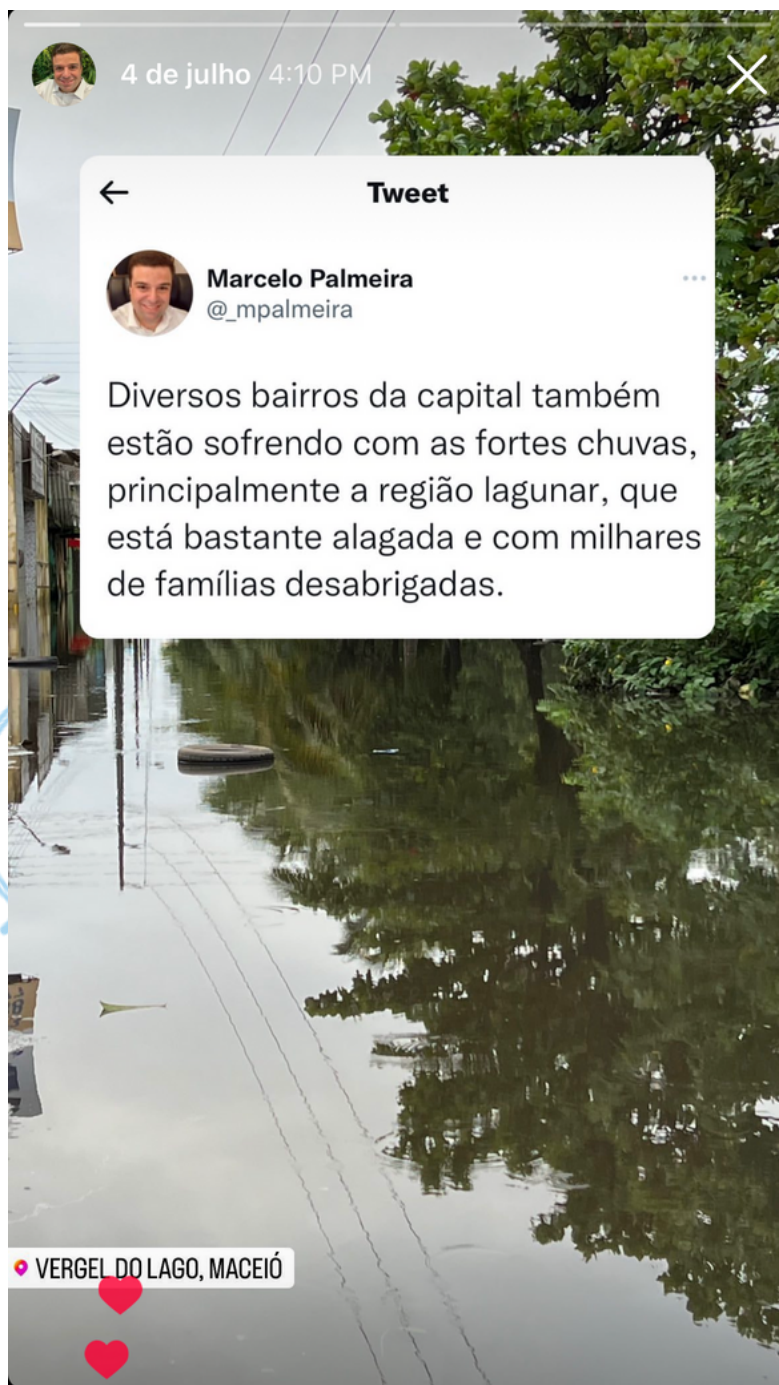 4 de julho 4:10 PM
Tweet
Marcelo Palmeira
@_mpalmeira
Diversos bairros da capital também
estão sofrendo com as fortes chuvas,
principalmente a região lagunar, que
está bastante alagada e com milhares
de famílias desabrigadas.
VERGEL DO LAGO, MACEIÓ